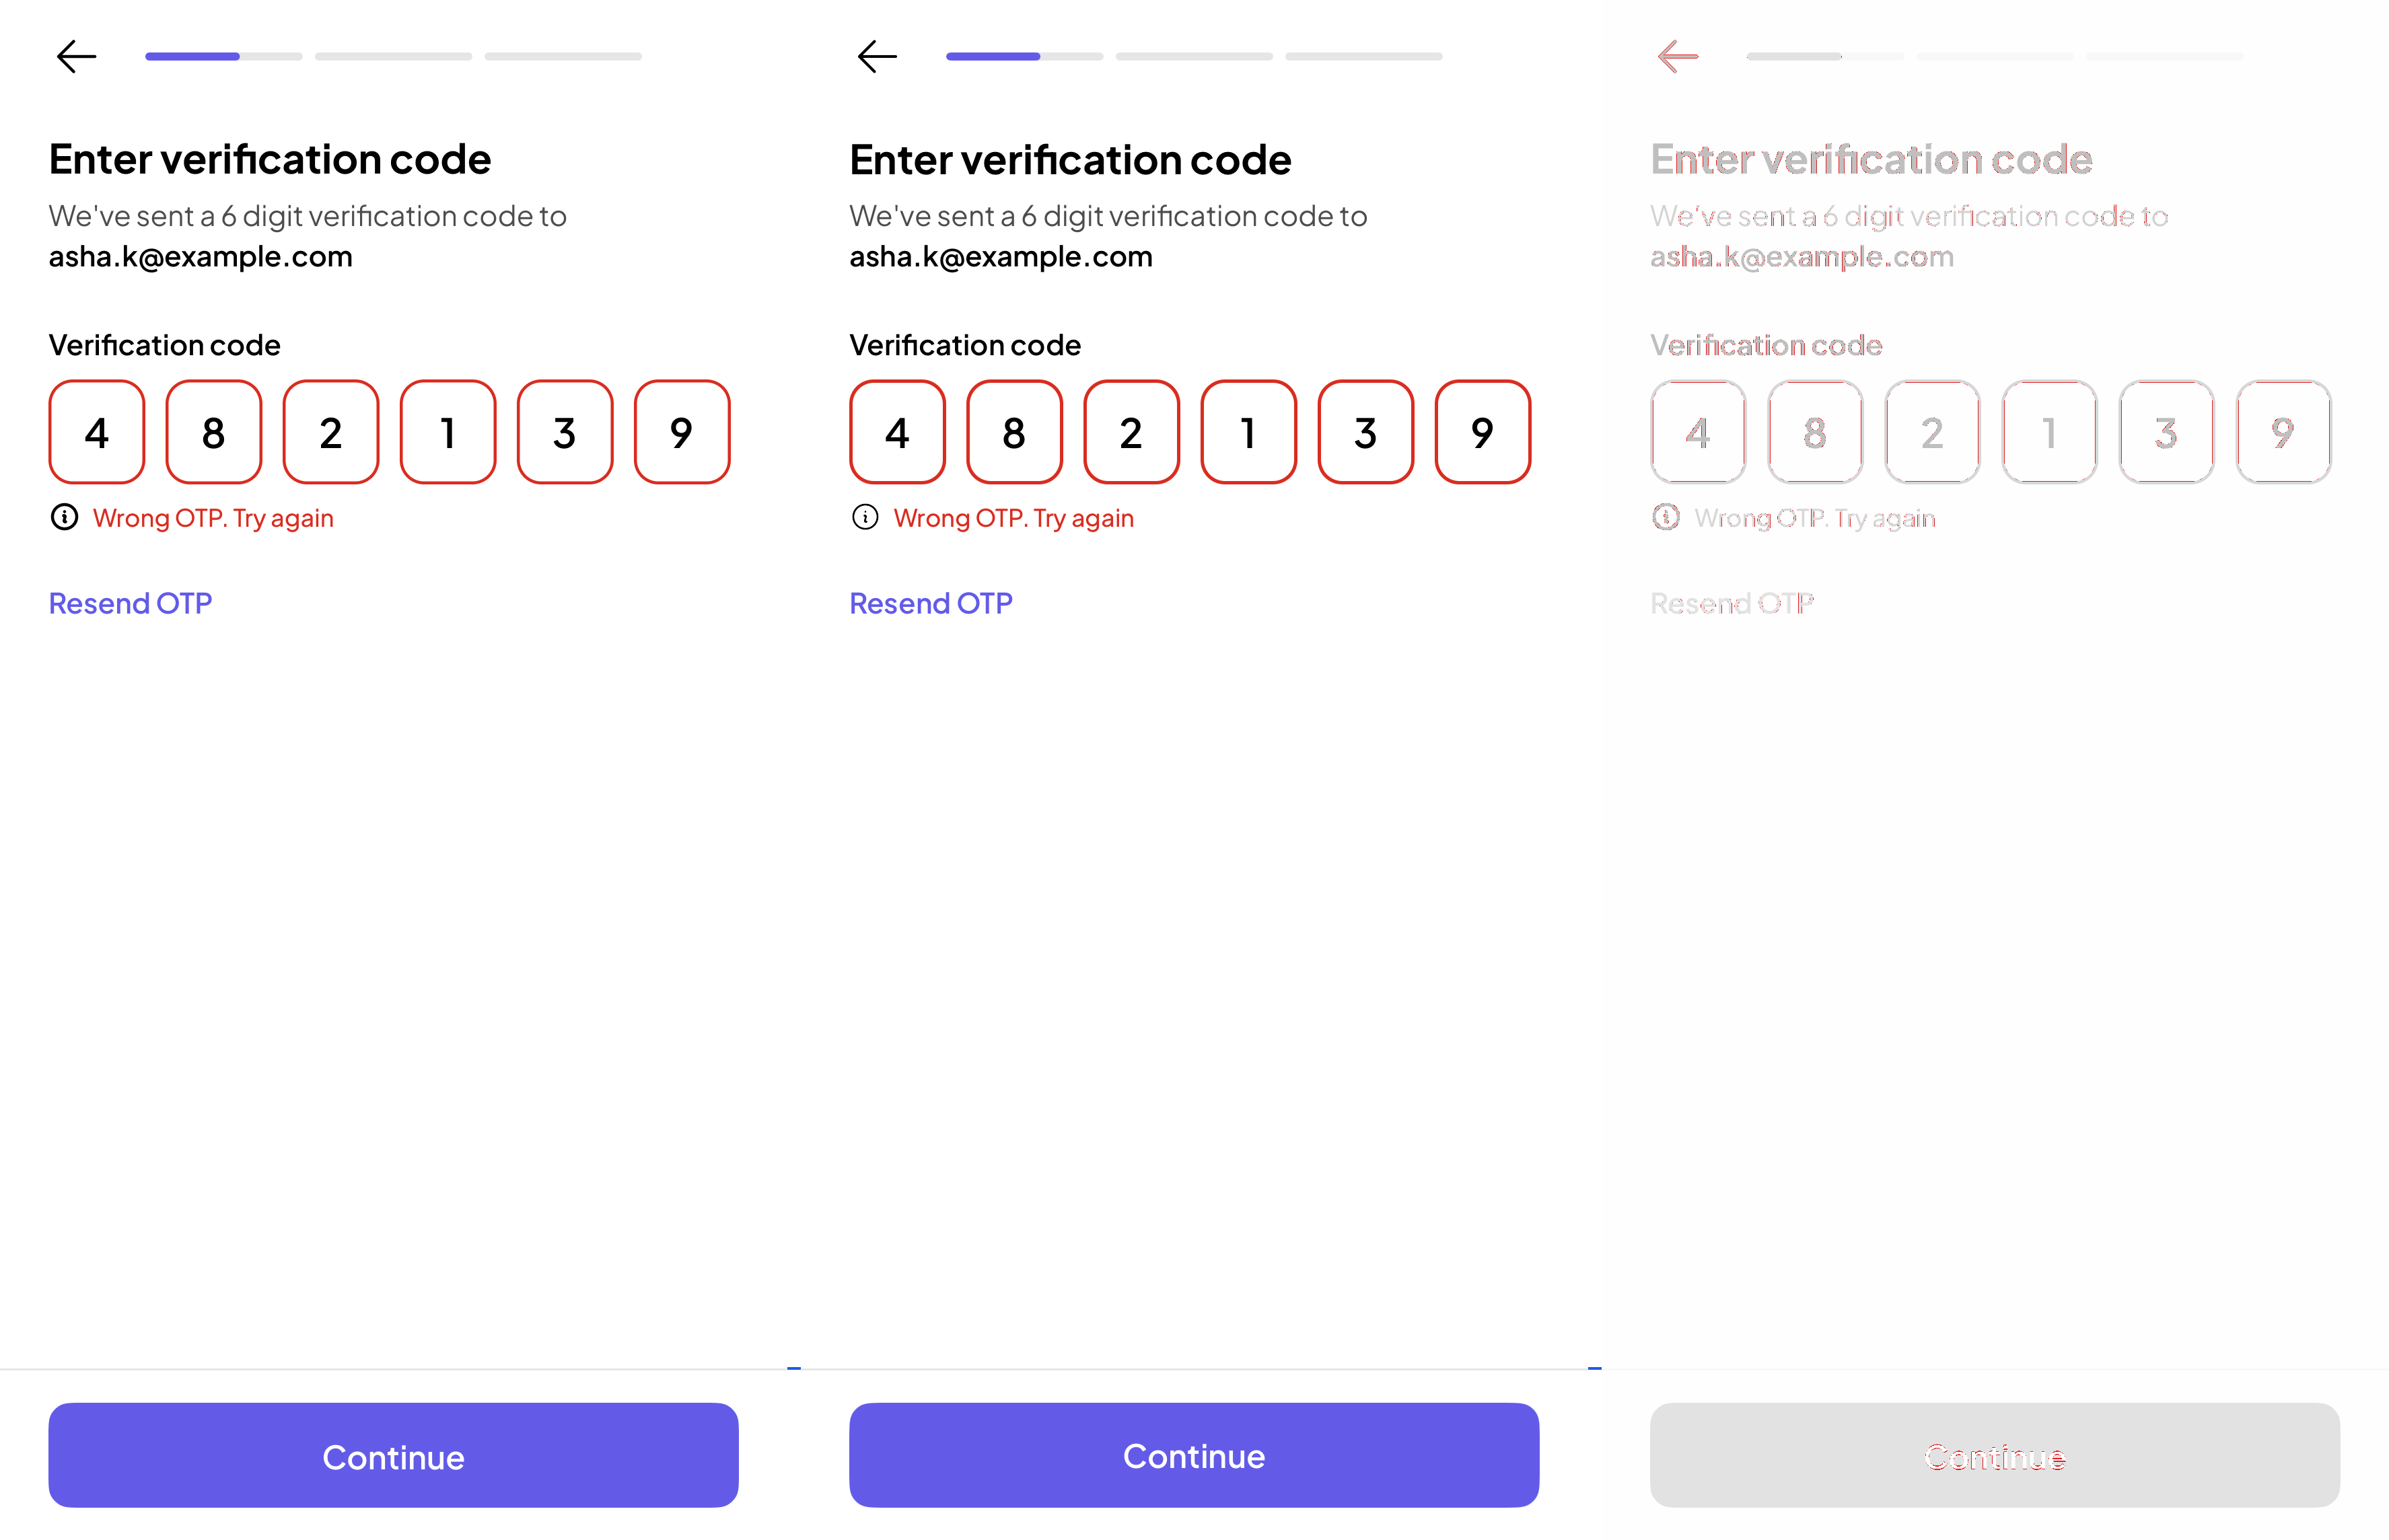 Enter verification code
We've sent a 6 digit verification code to
asha.k@example.com
Verification code
4 8 2 1 3 9
Wrong OTP. Try again
Resend OTP
Continue
Enter verification code
We've sent a 6 digit verification code to
asha.k@example.com
Verification code
4 8 2 1 3 9
Wrong OTP. Try again
Resend OTP
Continue
Enter verification code
We've sent a 6 digit verification code to
asha.k@example.com
Verification code
4 8 2 1 3 9
Wrong OTP. Try again
Resend OTP
Continue